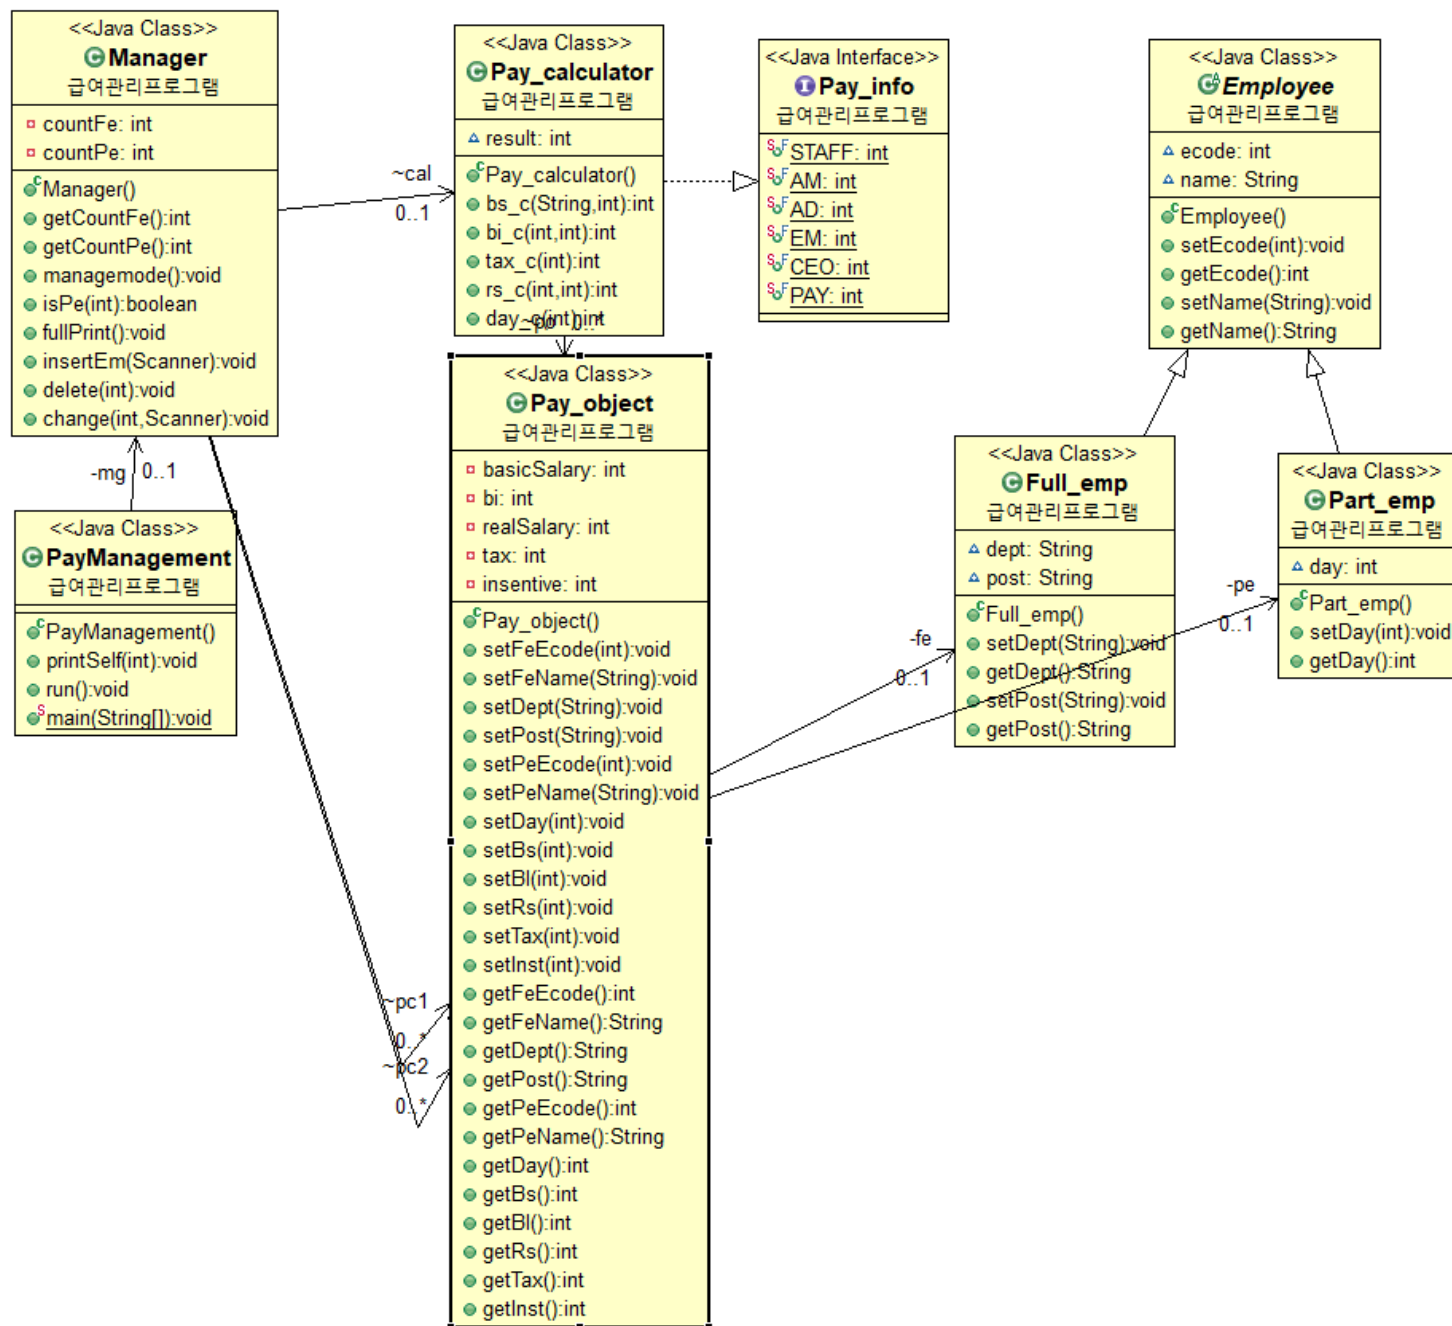 <<Java Class>>
Manager
급여관리프로그램
countFe: int
countPe: int
Manager()
getCountFe():int
getCountPe():int
managemode():void
isPe(int):boolean
fullPrint():void
insertEm(Scanner):void
delete(int):void
change(int,Scanner):void
~cal
0..1
<<Java Class>>
Pay_calculator
급여관리프로그램
result: int
Pay_calculator()
bs_c(String,int):int
bi_c(int,int):int
tax_c(int):int
rs_c(int,int):int
day_c(int):int
~po 0..*
<<Java Interface>>
Pay_info
급여관리프로그램
STAFF: int
AM: int
AD: int
EM: int
CEO: int
PAY: int
<<Java Class>>
Employee
급여관리프로그램
ecode: int
name: String
Employee()
setEcode(int):void
getEcode():int
setName(String):void
getName():String
-mg 0..1
<<Java Class>>
PayManagement
급여관리프로그램
PayManagement()
printSelf(int):void
run():void
main(String[]):void
<<Java Class>>
Pay_object
급여관리프로그램
basicSalary: int
bi: int
realSalary: int
tax: int
insentive: int
Pay_object()
setFeEcode(int):void
setFeName(String):void
setDept(String):void
setPost(String):void
setPeEcode(int):void
setPeName(String):void
setDay(int):void
setBs(int):void
setBI(int):void
setRs(int):void
setTax(int):void
setInst(int):void
getFeEcode():int
getFeName():String
getDept():String
getPost():String
getPeEcode():int
getPeName():String
getDay():int
getBs():int
getBI():int
getRs():int
getTax():int
getInst():int
~pc1
0..*
~pc2
0..*
-fe
0..1
<<Java Class>>
Full_emp
급여관리프로그램
dept: String
post: String
Full_emp()
setDept(String):void
getDept():String
setPost(String):void
getPost():String
-pe
0..1
<<Java Class>>
Part_emp
급여관리프로그램
day: int
Part_emp()
setDay(int):void
getDay():int